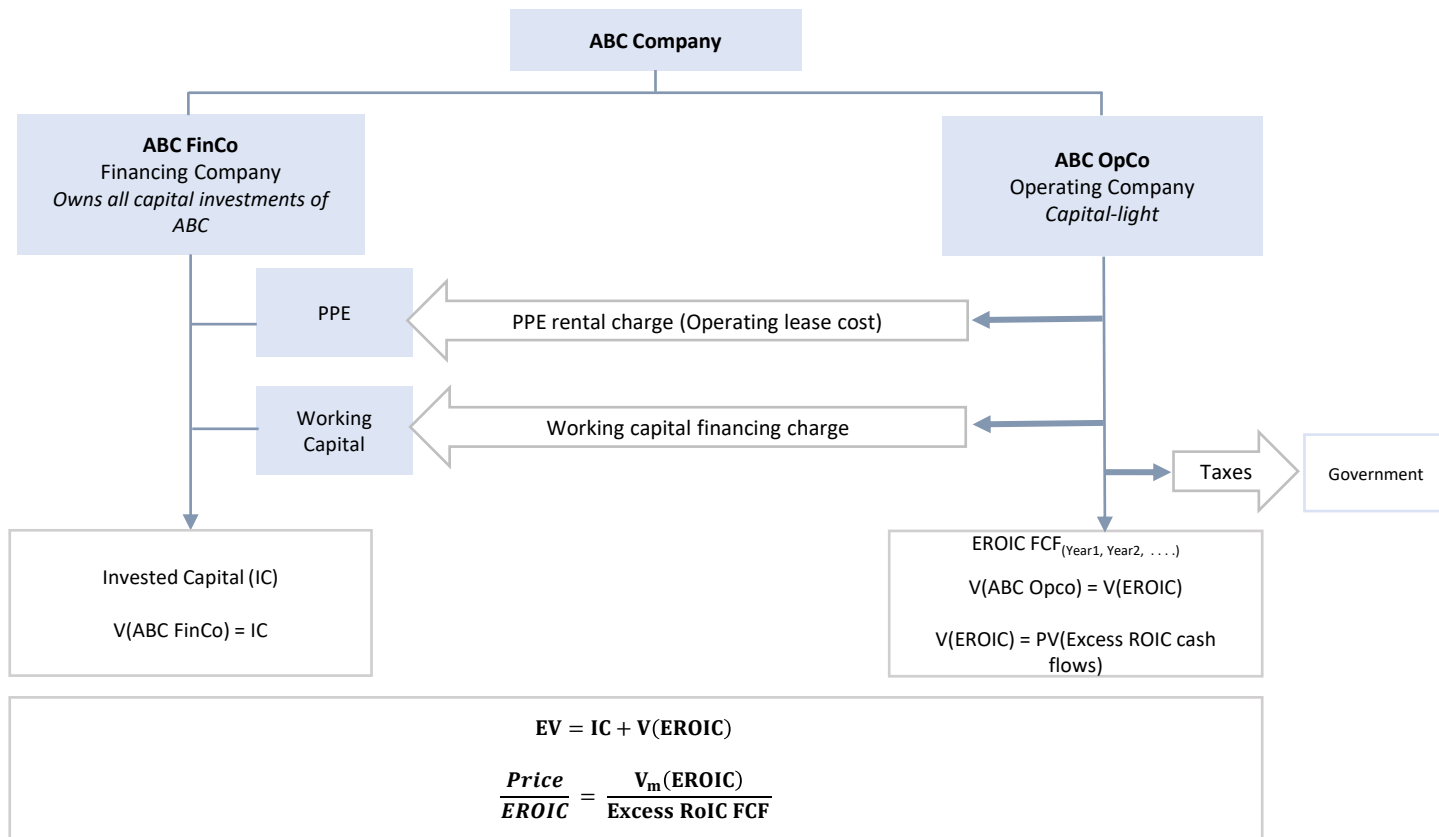 ABC Company
ABC FinCo
Financing Company
Owns all capital investments of
ABC
ABC OpCo
Operating Company
Capital-light
PPE
PPE rental charge (Operating lease cost)
Working
Capital
Working capital financing charge
Taxes
Government
Invested Capital (IC)
V(ABC FinCo) = IC
EROIC FCF(Year1, Year2, . . . .)
V(ABC Opco) = V(EROIC)
V(EROIC) = PV(Excess ROIC cash
flows)
EV = IC + V(EROIC)
Price/EROIC = Vm(EROIC)/Excess RoIC FCF